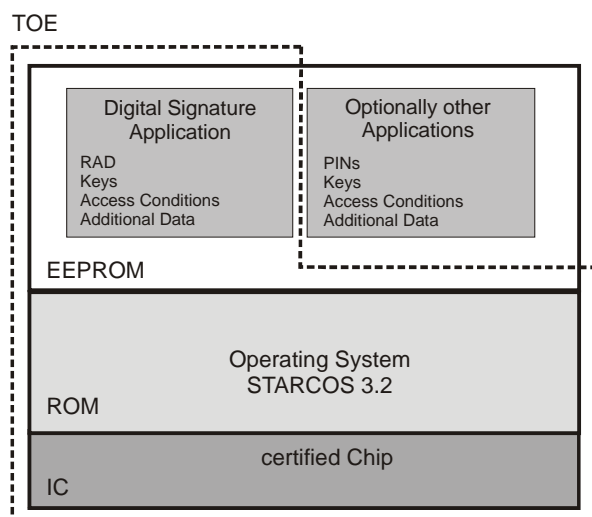 TOE
Digital Signature
Application
RAD
Keys
Access Conditions
Additional Data
Optionally other
Applications
PINs
Keys
Access Conditions
Additional Data
EEPROM
Operating System
STARCOS 3.2
ROM
certified Chip
IC